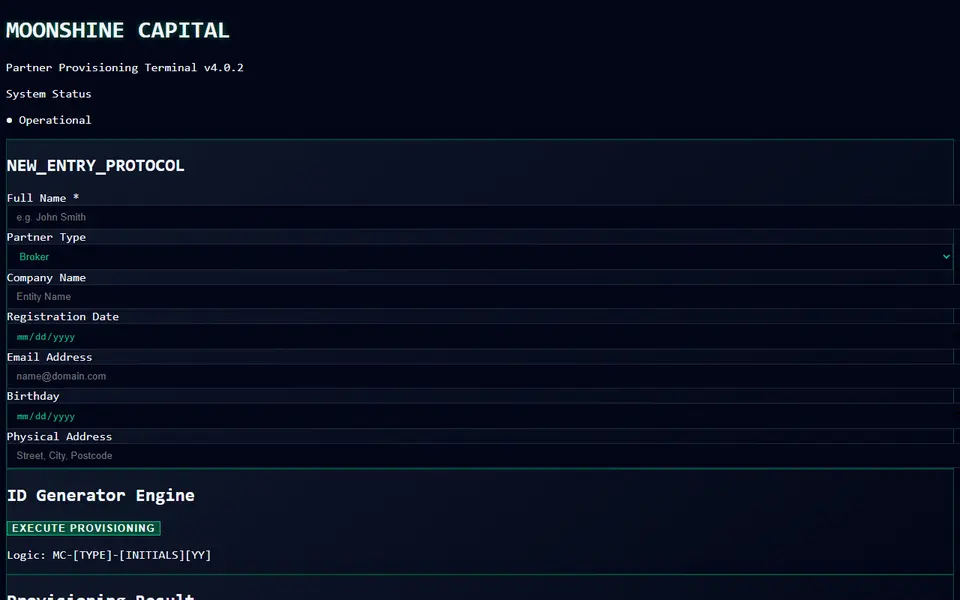 MOONSHINE CAPITAL
Partner Provisioning Terminal v4.0.2
System Status
● Operational
NEW_ENTRY_PROTOCOL
Full Name *
e.g. John Smith
Partner Type
Broker
Company Name
Entity Name
Registration Date
mm/dd/yyyy
Email Address
name@domain.com
Birthday
mm/dd/yyyy
Physical Address
Street, City, Postcode
ID Generator Engine
EXECUTE PROVISIONING
Logic: MC-[TYPE]-[INITIALS][YY]
Provisioning Result